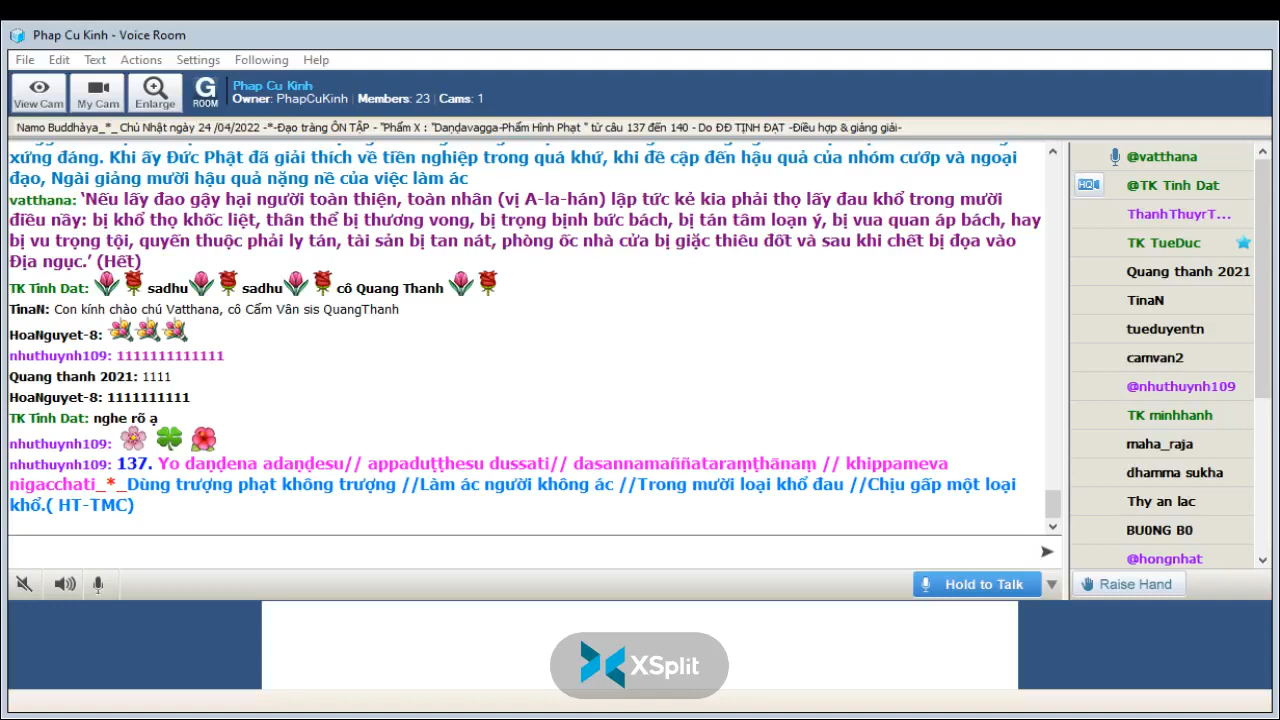 Phap Cu Kinh - Voice Room
File Edit Text Actions Settings Following Help
View Cam My Cam Enlarge G ROOM
Phap Cu Kinh
Owner: PhapCuKinh | Members: 23 | Cams: 1
Namo Buddhàya_*_ Chủ Nhật ngày 24 /04/2022 -*-Đạo tràng ÔN TẬP - "Phẩm X : "Daṇḍavagga-Phẩm Hình Phạt " từ câu 137 đến 140 - Do ĐĐ TỊNH ĐẠT -Điều hợp & giảng giải-
xứng đáng. Khi ấy Đức Phật đã giải thích về tiền nghiệp trong quá khứ, khi đề cập đến hậu quả của nhóm cướp và ngoại
đạo, Ngài giảng mười hậu quả nặng nề của việc làm ác
vatthana: ‘Nếu lấy đao gậy hại người toàn thiện, toàn nhân (vị A-la-hán) lập tức kẻ kia phải thọ lấy đau khổ trong mười
điều nầy: bị khổ thọ khốc liệt, thân thể bị thương vong, bị trọng bịnh bức bách, bị tán tâm loạn ý, bị vua quan áp bách, hay
bị vu trọng tội, quyến thuộc phải ly tán, tài sản bị tan nát, phòng ốc nhà cửa bị giặc thiêu đốt và sau khi chết bị đọa vào
Địa ngục.’ (Hết)
TK Tinh Dat: sadhu sadhu cô Quang Thanh
TinaN: Con kính chào chú Vatthana, cô Cẩm Vân sis QuangThanh
HoaNguyet-8:
nhuthuynh109: 1111111111111
Quang thanh 2021: 1111
HoaNguyet-8: 1111111111
TK Tinh Dat: nghe rõ ạ
nhuthuynh109:
nhuthuynh109: 137. Yo daṇḍena adaṇḍesu// appaduṭṭhesu dussati// dasannamaññataraṃṭhānaṃ // khippameva
nigacchati_*_Dùng trượng phạt không trượng //Làm ác người không ác //Trong mười loại khổ đau //Chịu gấp một loại
khổ.( HT-TMC)
@vatthana
HQ @TK Tinh Dat
ThanhThuyrT...
TK TueDuc
Quang thanh 2021
TinaN
tueduyentn
camvan2
@nhuthuynh109
TK minhhanh
maha_raja
dhamma sukha
Thy an lac
BU0NG B0
@hongnhat
Hold to Talk
Raise Hand
XSplit